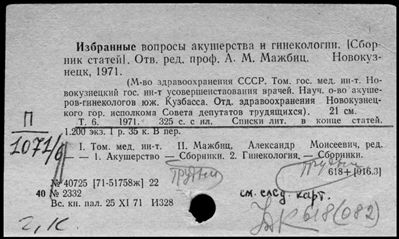 Избранные вопросы акушерства и гинекологии. [Сбор-
ник статей]. Отв. ред. проф. А. М. Мажбиц. Новокуз-
нецк, 1971.
(М-во здравоохранения СССР. Том. гос. мед. ин-т. Но-
вокузнецкий гос. ин-т усовершенствования врачей. Науч. о-во акуше-
ров-гинекологов юж. Кузбасса. Отд. здравоохранения Новокузнец-
кого гор. исполкома Совета депутатов трудящихся). 21 см.
Т. 6. 1971. 325 с. с ил. Списки лит. в конце статей.
1.200 экз. 1 р. 35 к. В пер.
П
1071/6
I. Том. мед. ин-т. II. Мажбиц, Александр Моисеевич, ред.
— 1. Акушерство — Сборники. 2. Гинекология. — Сборники.
618+[016.3]
№ 40725 [71-51758ж] 22
40 № 2332
Вс. кн. пал. 25 XI 71 И328
Труды
Труды
см. след. карт.
618(082)
2, К